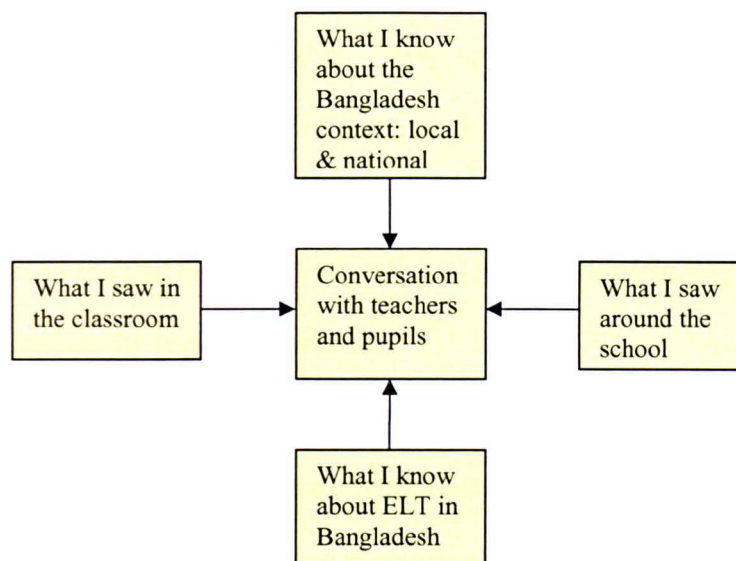 What I know
about the
Bangladesh
context: local
& national
What I saw in
the classroom
Conversation
with teachers
and pupils
What I saw
around the
school
What I know
about ELT in
Bangladesh